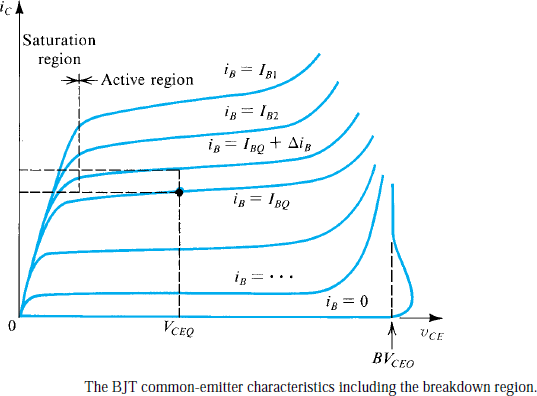 i_C
Saturation
region
Active region
i_B = I_B1
i_B = I_B2
i_B = I_BQ + Δi_B
i_B = I_BQ
i_B = · · ·
i_B = 0
0
V_CEQ
v_CE
BV_CEO
The BJT common-emitter characteristics including the breakdown region.